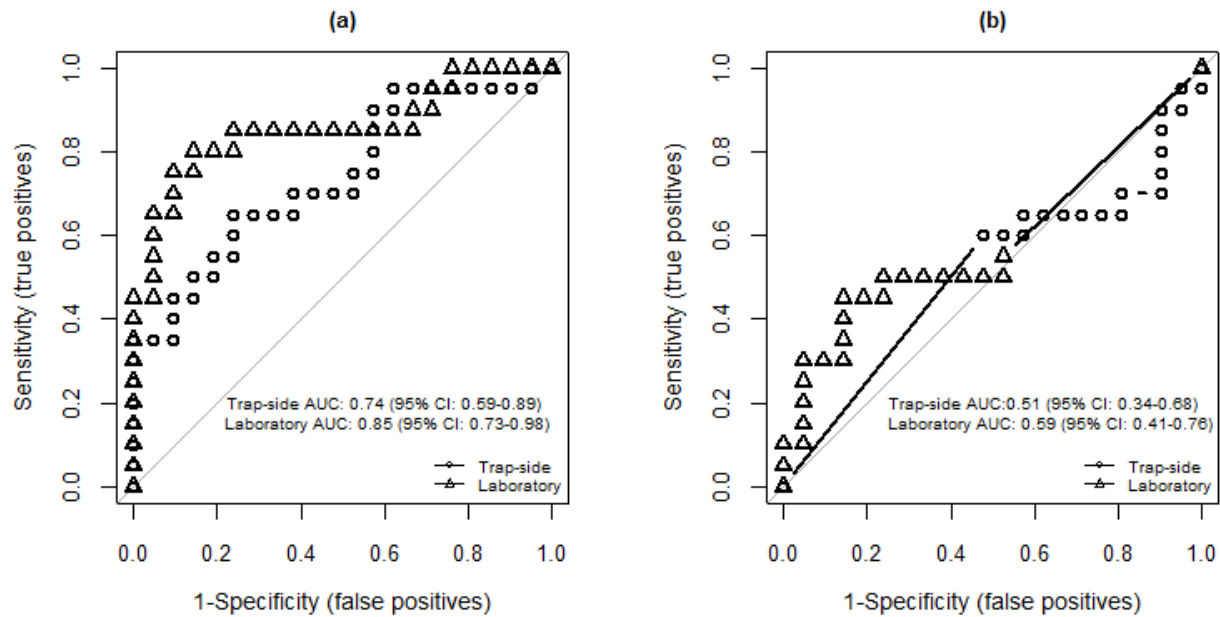 (a)
Sensitivity (true positives)
1.0
0.8
0.6
0.4
0.2
0.0
Trap-side AUC: 0.74 (95% CI: 0.59-0.89)
Laboratory AUC: 0.85 (95% CI: 0.73-0.98)
Trap-side
Laboratory
0.0 0.2 0.4 0.6 0.8 1.0
1-Specificity (false positives)
(b)
Sensitivity (true positives)
1.0
0.8
0.6
0.4
0.2
0.0
Trap-side AUC:0.51 (95% CI: 0.34-0.68)
Laboratory AUC: 0.59 (95% CI: 0.41-0.76)
Trap-side
Laboratory
0.0 0.2 0.4 0.6 0.8 1.0
1-Specificity (false positives)